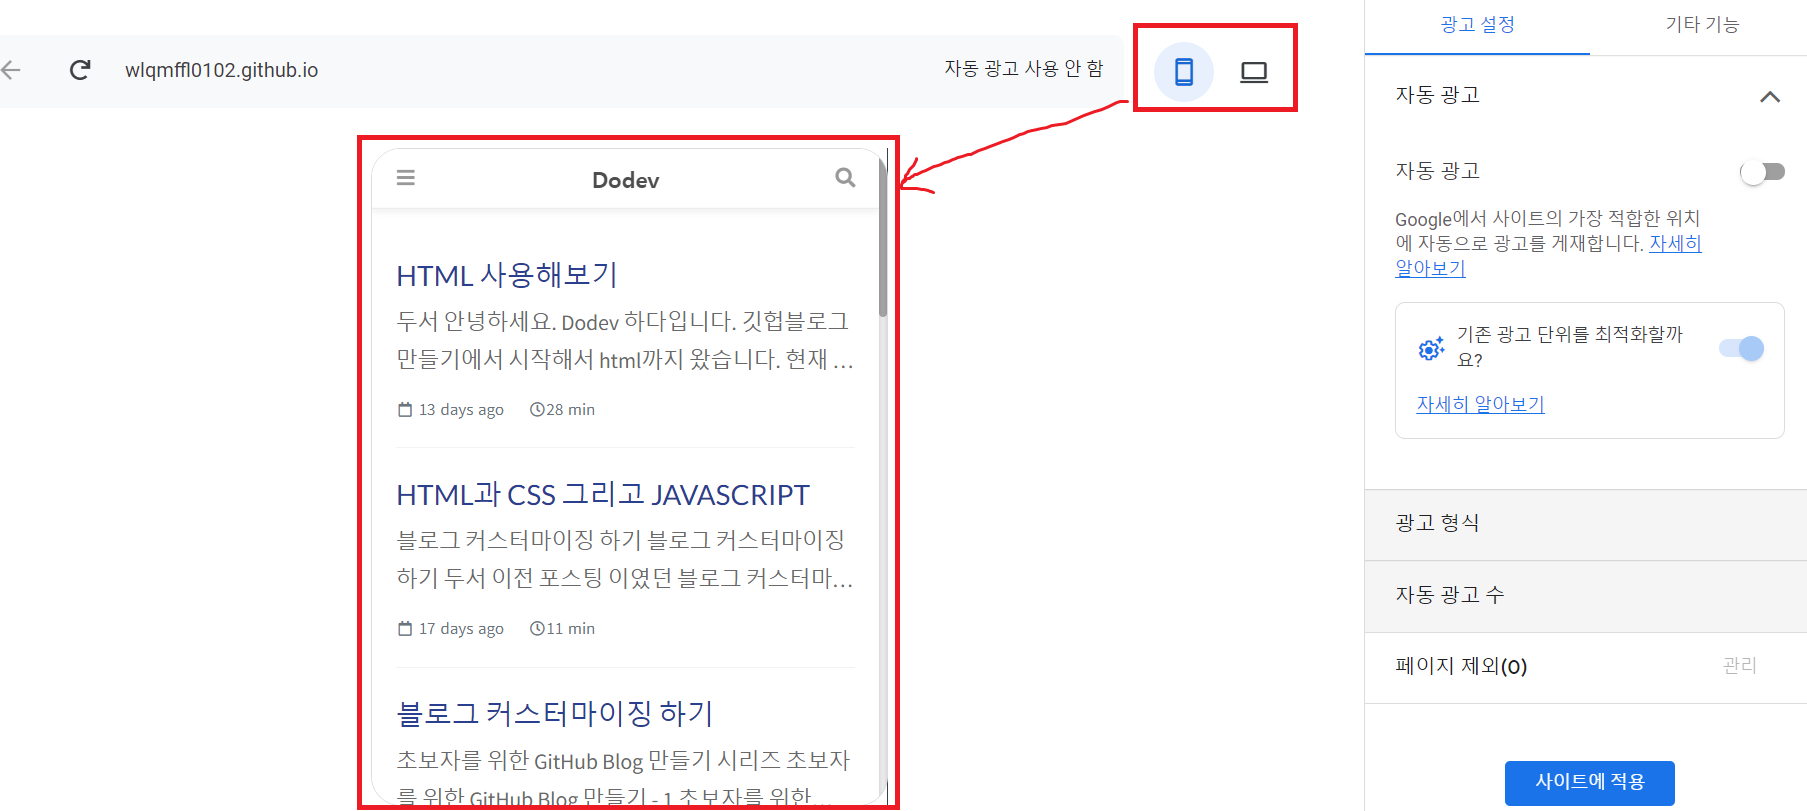 wlqmffl0102.github.io
자동 광고 사용 안 함
Dodev
HTML 사용해보기
두서 안녕하세요. Dodev 하다입니다. 깃헙블로그
만들기에서 시작해서 html까지 왔습니다. 현재 ...
13 days ago 28 min
HTML과 CSS 그리고 JAVASCRIPT
블로그 커스터마이징 하기 블로그 커스터마이징
하기 두서 이전 포스팅 이였던 블로그 커스터마...
17 days ago 11 min
블로그 커스터마이징 하기
초보자를 위한 GitHub Blog 만들기 시리즈 초보자
를 위한 GitHub Blog 만들기 - 1 초보자를 위한...
광고 설정 기타 기능
자동 광고
자동 광고
Google에서 사이트의 가장 적합한 위치
에 자동으로 광고를 게재합니다. 자세히
알아보기
기존 광고 단위를 최적화할까
요?
자세히 알아보기
광고 형식
자동 광고 수
페이지 제외(0) 관리
사이트에 적용